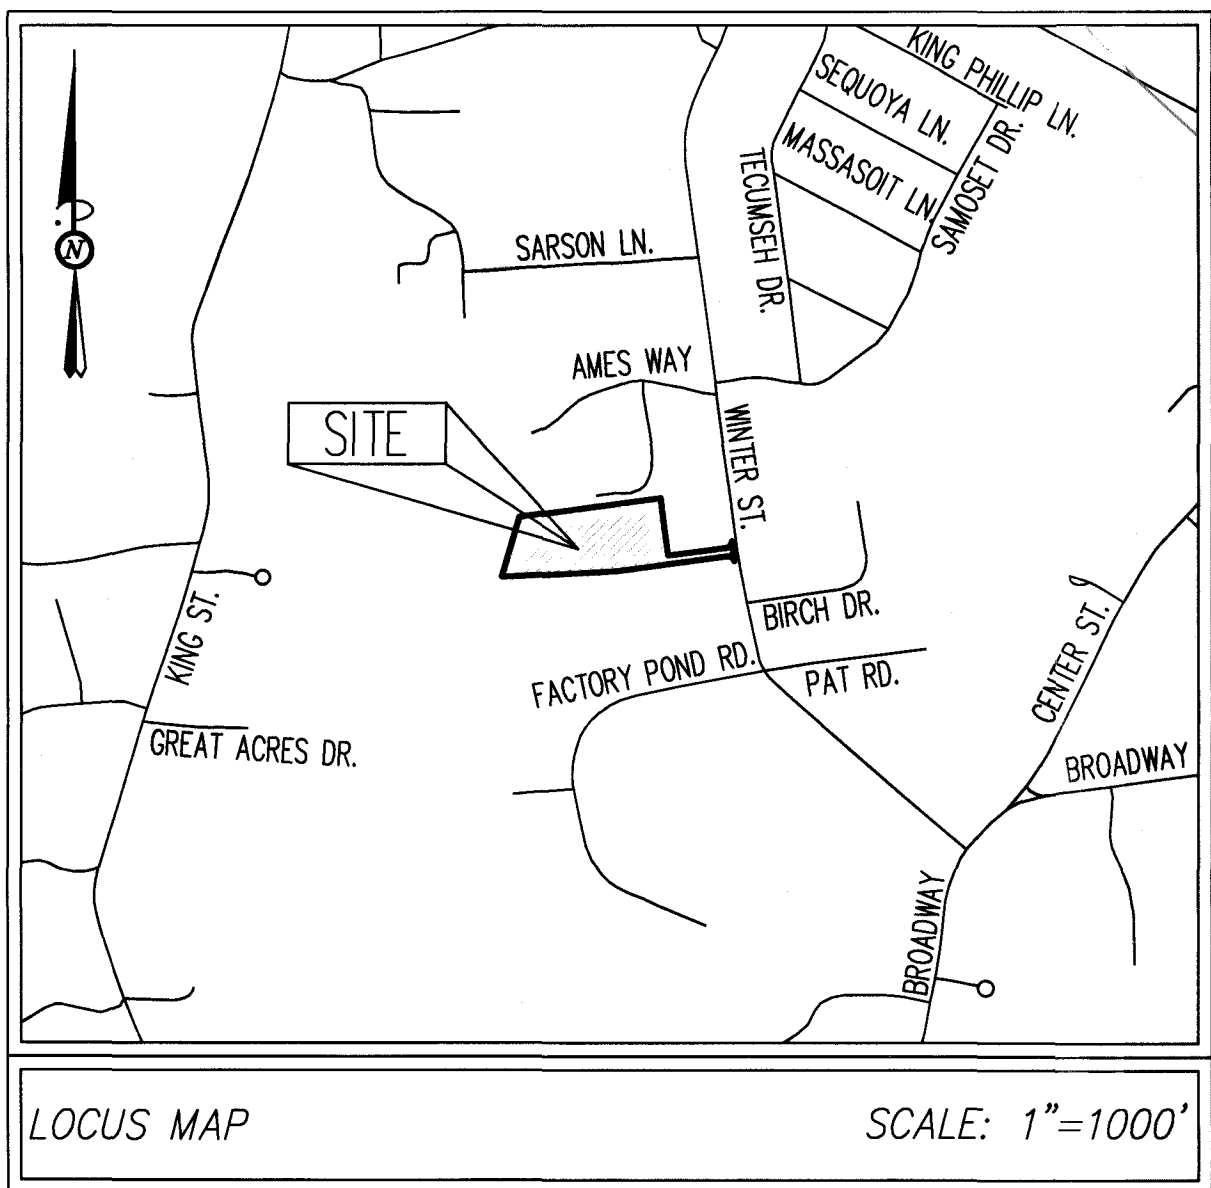 KING PHILLIP LN.
SEQUOYA LN.
MASSASOIT LN.
SAMOSET DR.
TECUMSEH DR.
SARSON LN.
N
AMES WAY
SITE
WINTER ST.
BIRCH DR.
KING ST.
FACTORY POND RD.
PAT RD.
CENTER ST.
GREAT ACRES DR.
BROADWAY
BROADWAY
LOCUS MAP
SCALE: 1"=1000'